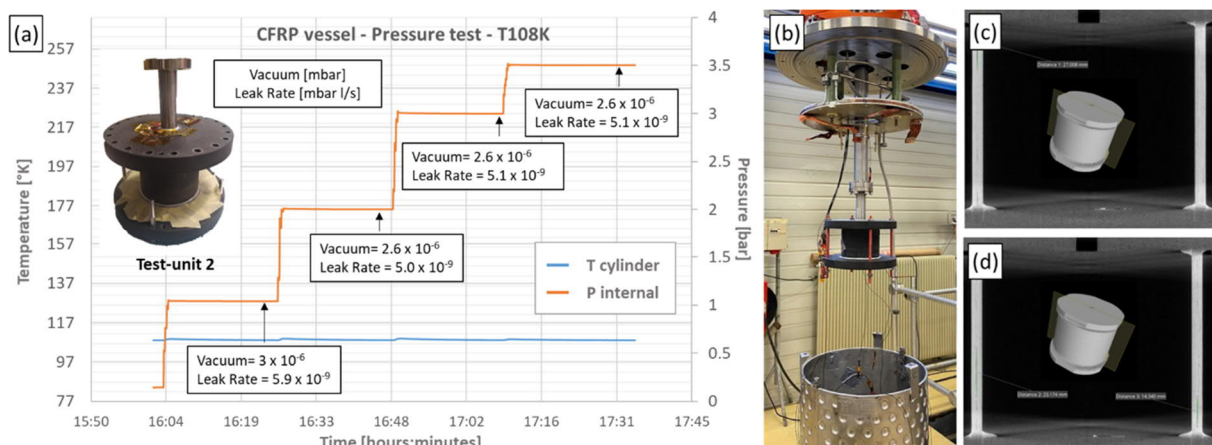 (a)
CFRP vessel - Pressure test - T108K
Temperature [°K]
257
237
217
197
177
157
137
117
97
77
Test-unit 2
Vacuum [mbar]
Leak Rate [mbar l/s]
Vacuum= 3 x 10⁻⁶
Leak Rate = 5.9 x 10⁻⁹
Vacuum= 2.6 x 10⁻⁶
Leak Rate = 5.0 x 10⁻⁹
Vacuum= 2.6 x 10⁻⁶
Leak Rate = 5.1 x 10⁻⁹
Vacuum= 2.6 x 10⁻⁶
Leak Rate = 5.1 x 10⁻⁹
T cylinder
P internal
4
3.5
3
2.5
2
1.5
1
0.5
0
Pressure [bar]
15:50
16:04
16:19
16:33
16:48
17:02
17:16
17:31
17:45
Time [hours:minutes]
(b)
(c)
Distance 1: 27.008 mm
(d)